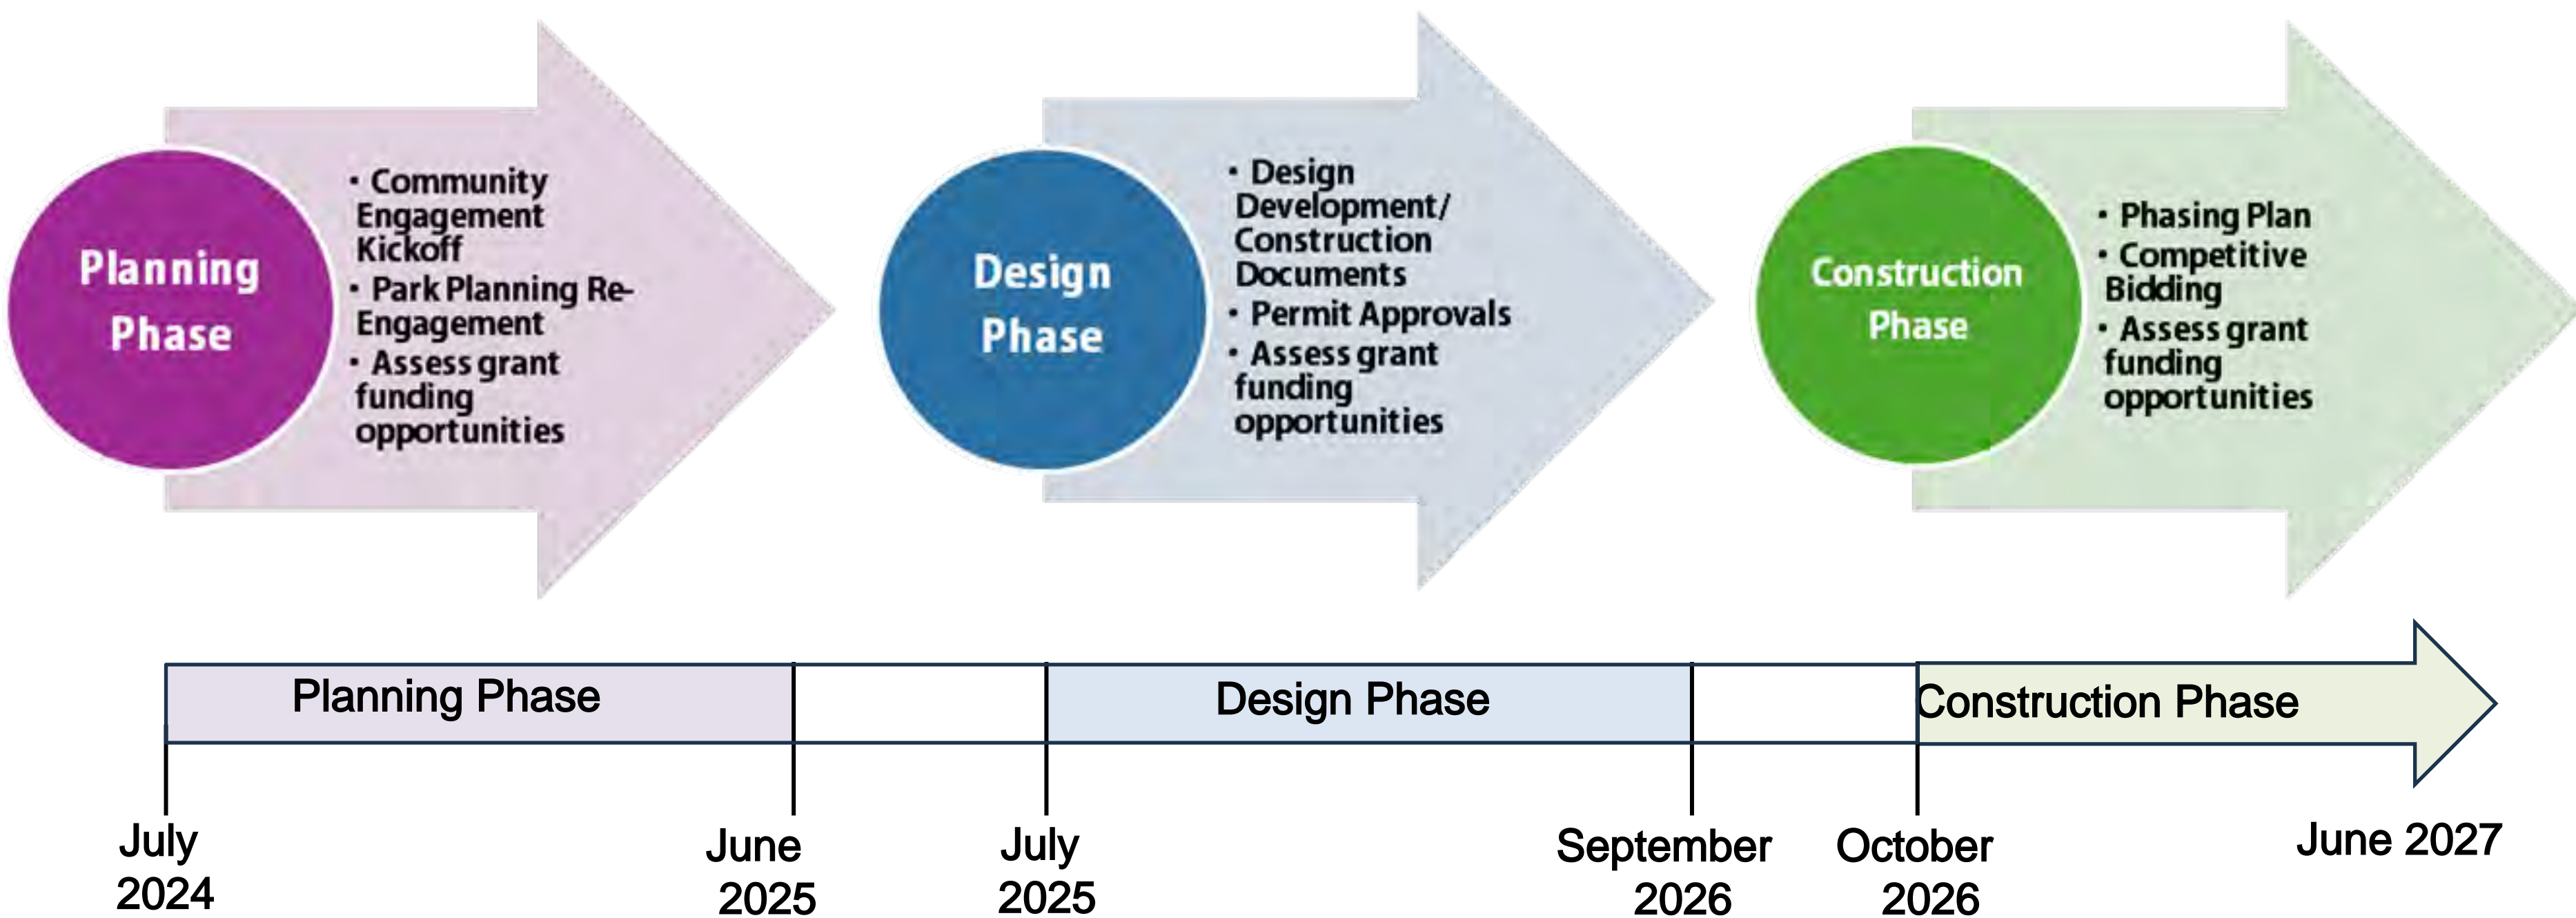 Planning
Phase
• Community
Engagement
Kickoff
• Park Planning Re-
Engagement
• Assess grant
funding
opportunities
Design
Phase
• Design
Development/
Construction
Documents
• Permit Approvals
• Assess grant
funding
opportunities
Construction
Phase
• Phasing Plan
• Competitive
Bidding
• Assess grant
funding
opportunities
Planning Phase
Design Phase
Construction Phase
July
2024
June
2025
July
2025
September
2026
October
2026
June 2027